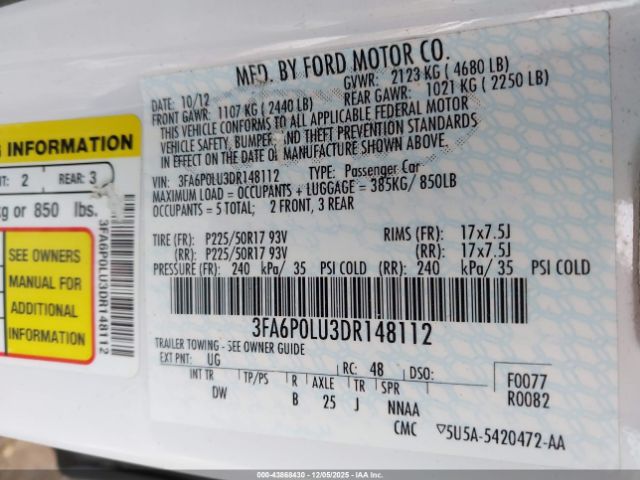 G INFORMATION
NT: 2 REAR: 3
kg or 850 lbs.
SEE OWNERS
MANUAL FOR
ADDITIONAL
INFORMATION
3FA6P0LU3DR148112
MFD. BY FORD MOTOR CO.
DATE: 10/12 GVWR: 2123 KG (4680 LB)
FRONT GAWR: 1107 KG (2440 LB) REAR GAWR: 1021 KG (2250 LB)
THIS VEHICLE CONFORMS TO ALL APPLICABLE FEDERAL MOTOR
VEHICLE SAFETY, BUMPER, AND THEFT PREVENTION STANDARDS
IN EFFECT ON THE DATE OF MANUFACTURE SHOWN ABOVE.
VIN: 3FA6P0LU3DR148112 TYPE: Passenger Car
MAXIMUM LOAD = OCCUPANTS + LUGGAGE = 385KG/ 850LB
OCCUPANTS = 5 TOTAL; 2 FRONT, 3 REAR
TIRE (FR): P225/50R17 93V RIMS (FR): 17x7.5J
(RR): P225/50R17 93V (RR): 17x7.5J
PRESSURE (FR): 240 kPa/ 35 PSI COLD (RR): 240 kPa/ 35 PSI COLD
3FA6P0LU3DR148112
TRAILER TOWING - SEE OWNER GUIDE
EXT PNT: UG RC: 48 DSO: F0077
INT TR TP/PS R AXLE TR SPR R0082
DW B 25 J NNAA
CMC ▽5U5A-5420472-AA
000-43868430 12/05/2025 - IAAI.COM